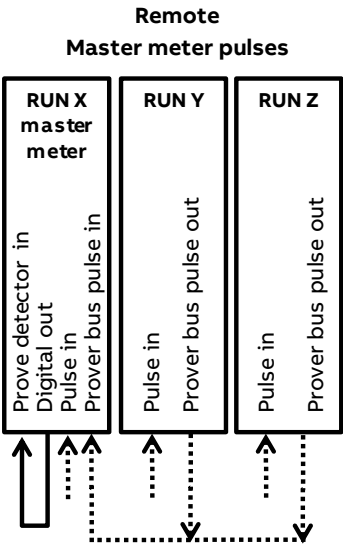 Remote
Master meter pulses
RUN X
master
meter
Prove detector in
Digital out
Pulse in
Prover bus pulse in
RUN Y
Pulse in
Prover bus pulse out
RUN Z
Pulse in
Prover bus pulse out